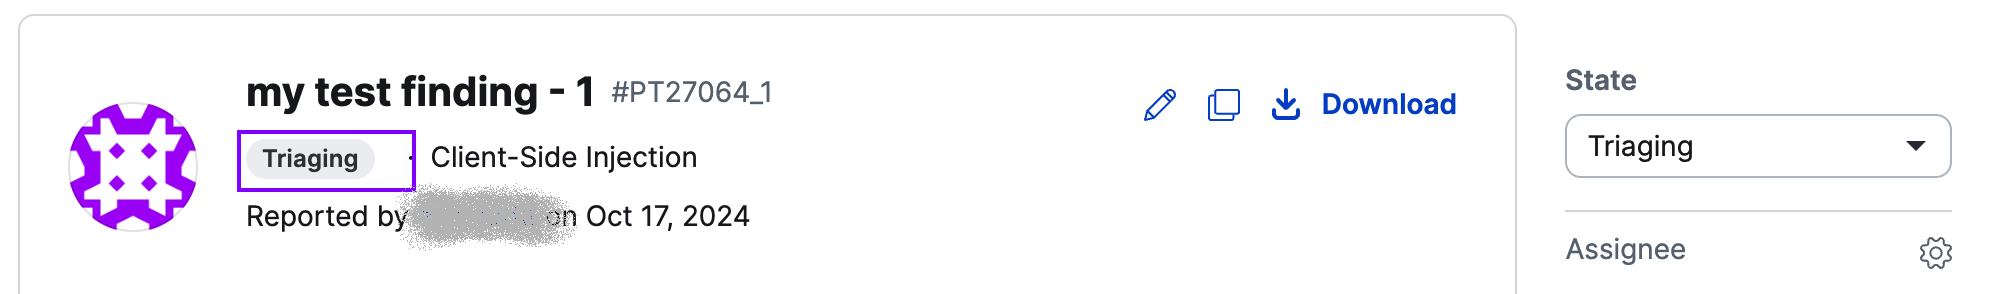 my test finding - 1 #PT27064_1
Triaging · Client-Side Injection
Reported by on Oct 17, 2024
Download
State
Triaging
Assignee